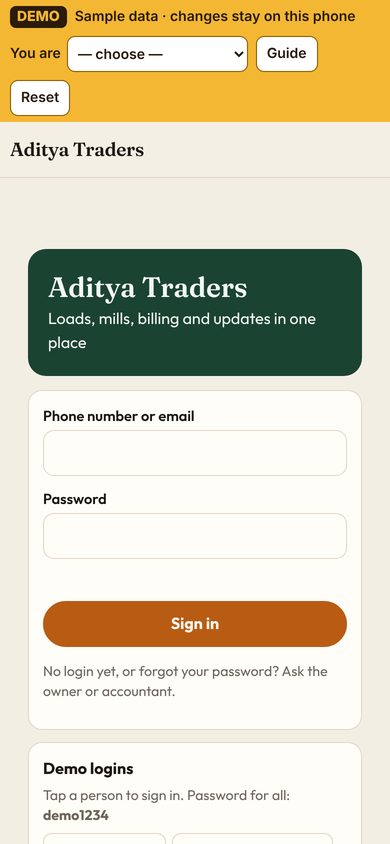 DEMO Sample data · changes stay on this phone
You are — choose — Guide
Reset
Aditya Traders
Aditya Traders
Loads, mills, billing and updates in one
place
Phone number or email
Password
Sign in
No login yet, or forgot your password? Ask the
owner or accountant.
Demo logins
Tap a person to sign in. Password for all:
demo1234